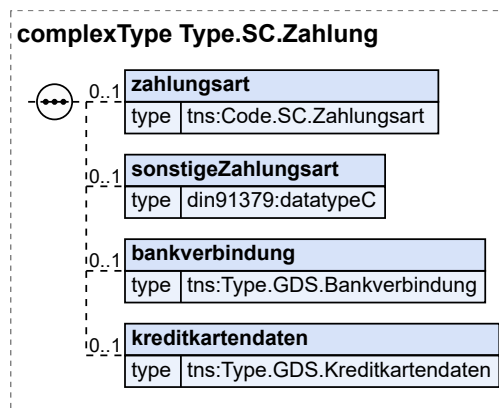 complexType Type.SC.Zahlung
0..1 zahlungsart
type tns:Code.SC.Zahlungsart
0..1 sonstigeZahlungsart
type din91379:datatypeC
0..1 bankverbindung
type tns:Type.GDS.Bankverbindung
0..1 kreditkartendaten
type tns:Type.GDS.Kreditkartendaten